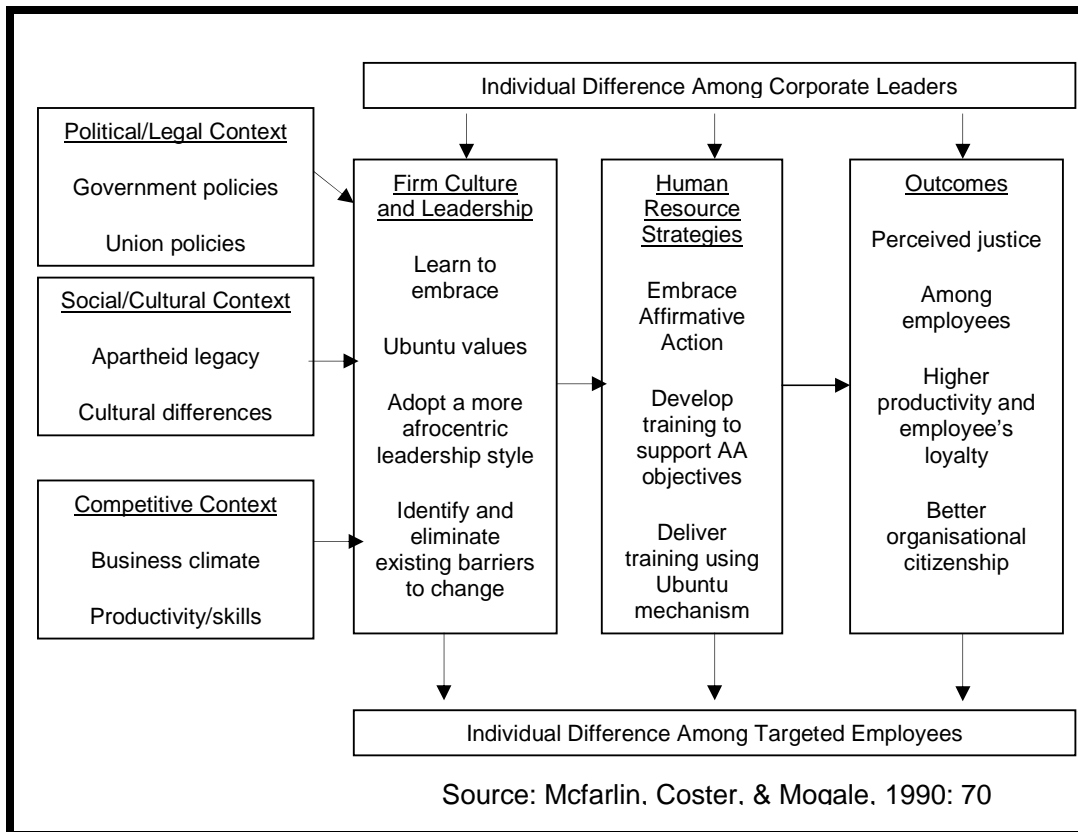 Individual Difference Among Corporate Leaders
Political/Legal Context
Government policies
Union policies
Social/Cultural Context
Apartheid legacy
Cultural differences
Competitive Context
Business climate
Productivity/skills
Firm Culture
and Leadership
Learn to
embrace
Ubuntu values
Adopt a more
afrocentric
leadership style
Identify and
eliminate
existing barriers
to change
Human
Resource
Strategies
Embrace
Affirmative
Action
Develop
training to
support AA
objectives
Deliver
training using
Ubuntu
mechanism
Outcomes
Perceived justice
Among
employees
Higher
productivity and
employee's
loyalty
Better
organisational
citizenship
Individual Difference Among Targeted Employees
Source: Mcfarlin, Coster, & Mogale, 1990: 70